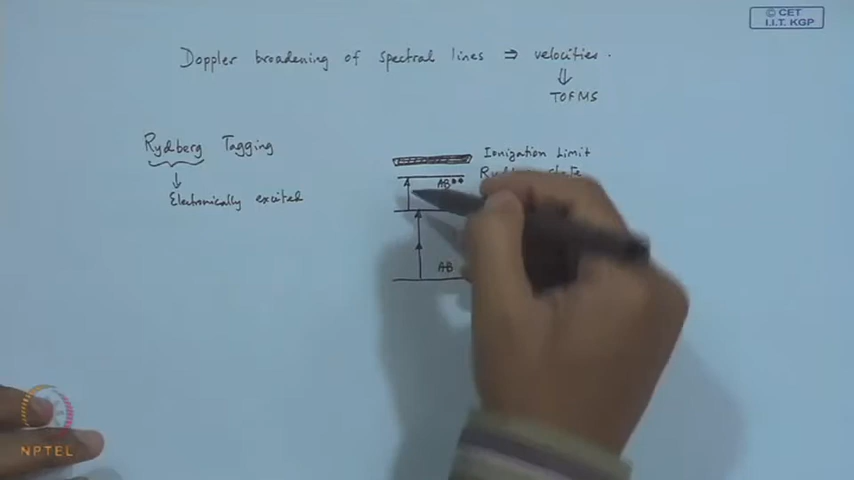 © CET
I.I.T. KGP
Doppler broadening of spectral lines ⇒ velocities.
⇓
TOFMS
Rydberg Tagging
Electronically excited
Ionization Limit
AB**
AB
NPTEL